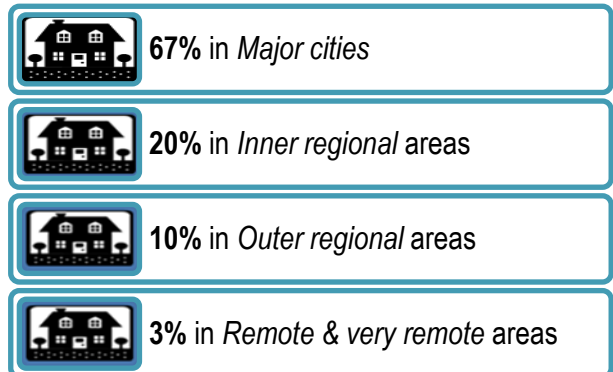 67% in Major cities
20% in Inner regional areas
10% in Outer regional areas
3% in Remote & very remote areas